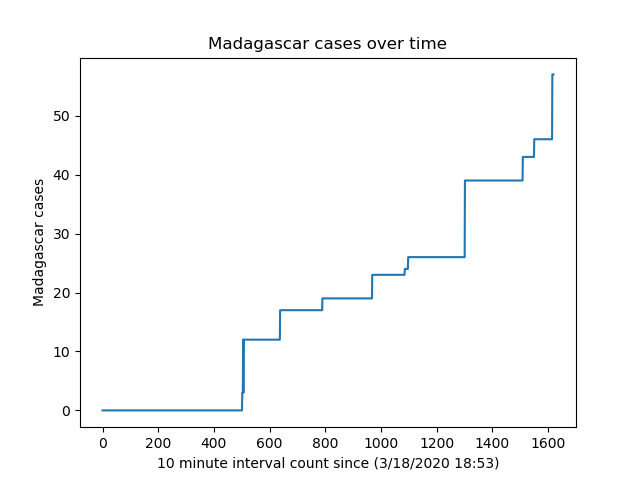 Madagascar cases over time
Madagascar cases
50
40
30
20
10
0
0 200 400 600 800 1000 1200 1400 1600
10 minute interval count since (3/18/2020 18:53)